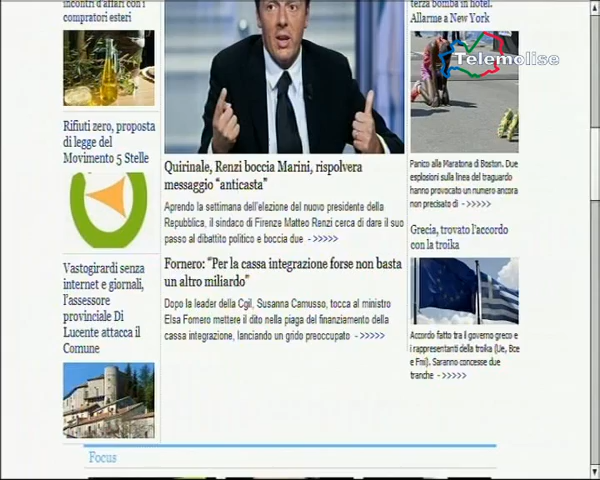 incontri d'affari con i
compratori esteri
Rifiuti zero, proposta
di legge del
Movimento 5 Stelle
Vastogirardi senza
internet e giornali,
l'assessore
provinciale Di
Lucente attacca il
Comune
Quirinale, Renzi boccia Marini, rispolvera
messaggio "anticasta"
Aprendo la settimana dell'elezione del nuovo presidente della
Repubblica, il sindaco di Firenze Matteo Renzi cerca di dare il suo
passo al dibattito politico e boccia due - >>>>>
Fornero: "Per la cassa integrazione forse non basta
un altro miliardo"
Dopo la leader della Cgil, Susanna Camusso, tocca al ministro
Elsa Fornero mettere il dito nella piaga del finanziamento della
cassa integrazione, lanciando un grido preoccupato - >>>>>
terza bomba in hotel.
Allarme a New York
Telemolise
Panico alla Maratona di Boston. Due
esplosioni sulla linea del traguardo
hanno provocato un numero ancora
non precisato di - >>>>>
Grecia, trovato l'accordo
con la troika
Accordo fatto tra il governo greco e
i rappresentanti della troika (Ue, Bce
e Fmi). Saranno concesse due
tranche - >>>>>
Focus